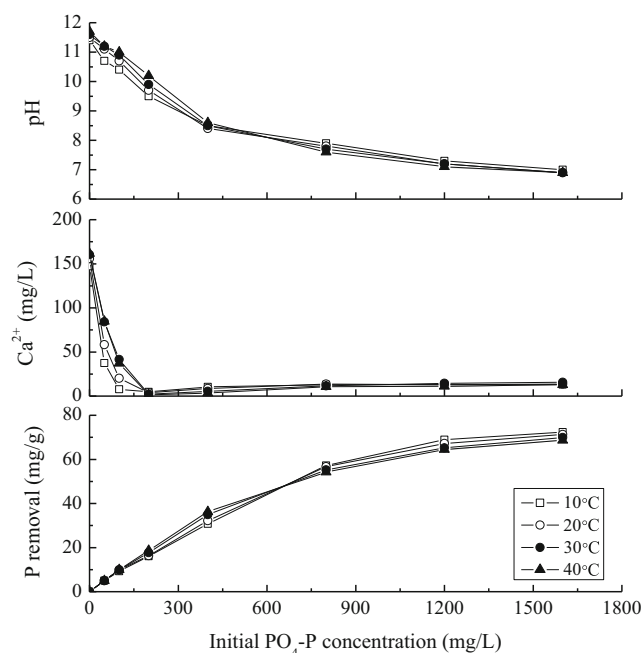 12
11
10
9
8
7
6
pH
200
150
100
50
0
Ca²⁺ (mg/L)
80
60
40
20
0
P removal (mg/g)
10°C
20°C
30°C
40°C
0 300 600 900 1200 1500 1800
Initial PO₄-P concentration (mg/L)